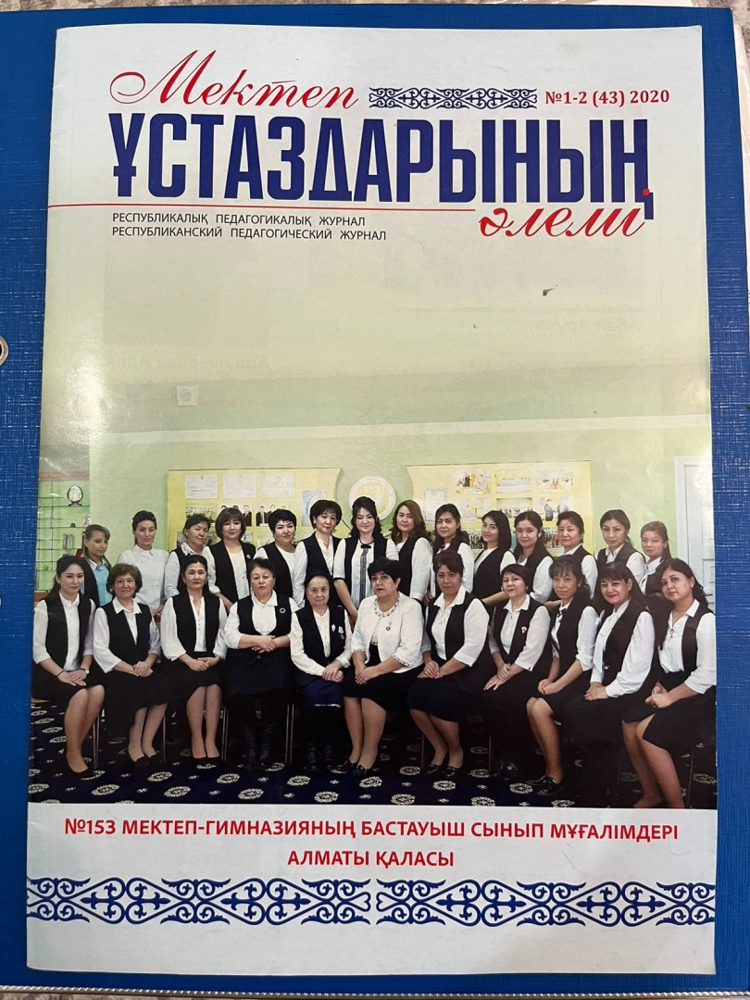 Мектеп №1-2 (43) 2020
ҰСТАЗДАРЫНЫҢ
әлемі
РЕСПУБЛИКАЛЫҚ ПЕДАГОГИКАЛЫҚ ЖУРНАЛ
РЕСПУБЛИКАНСКИЙ ПЕДАГОГИЧЕСКИЙ ЖУРНАЛ
153
№153 МЕКТЕП-ГИМНАЗИЯНЫҢ БАСТАУЫШ СЫНЫП МҰҒАЛІМДЕРІ
АЛМАТЫ ҚАЛАСЫ